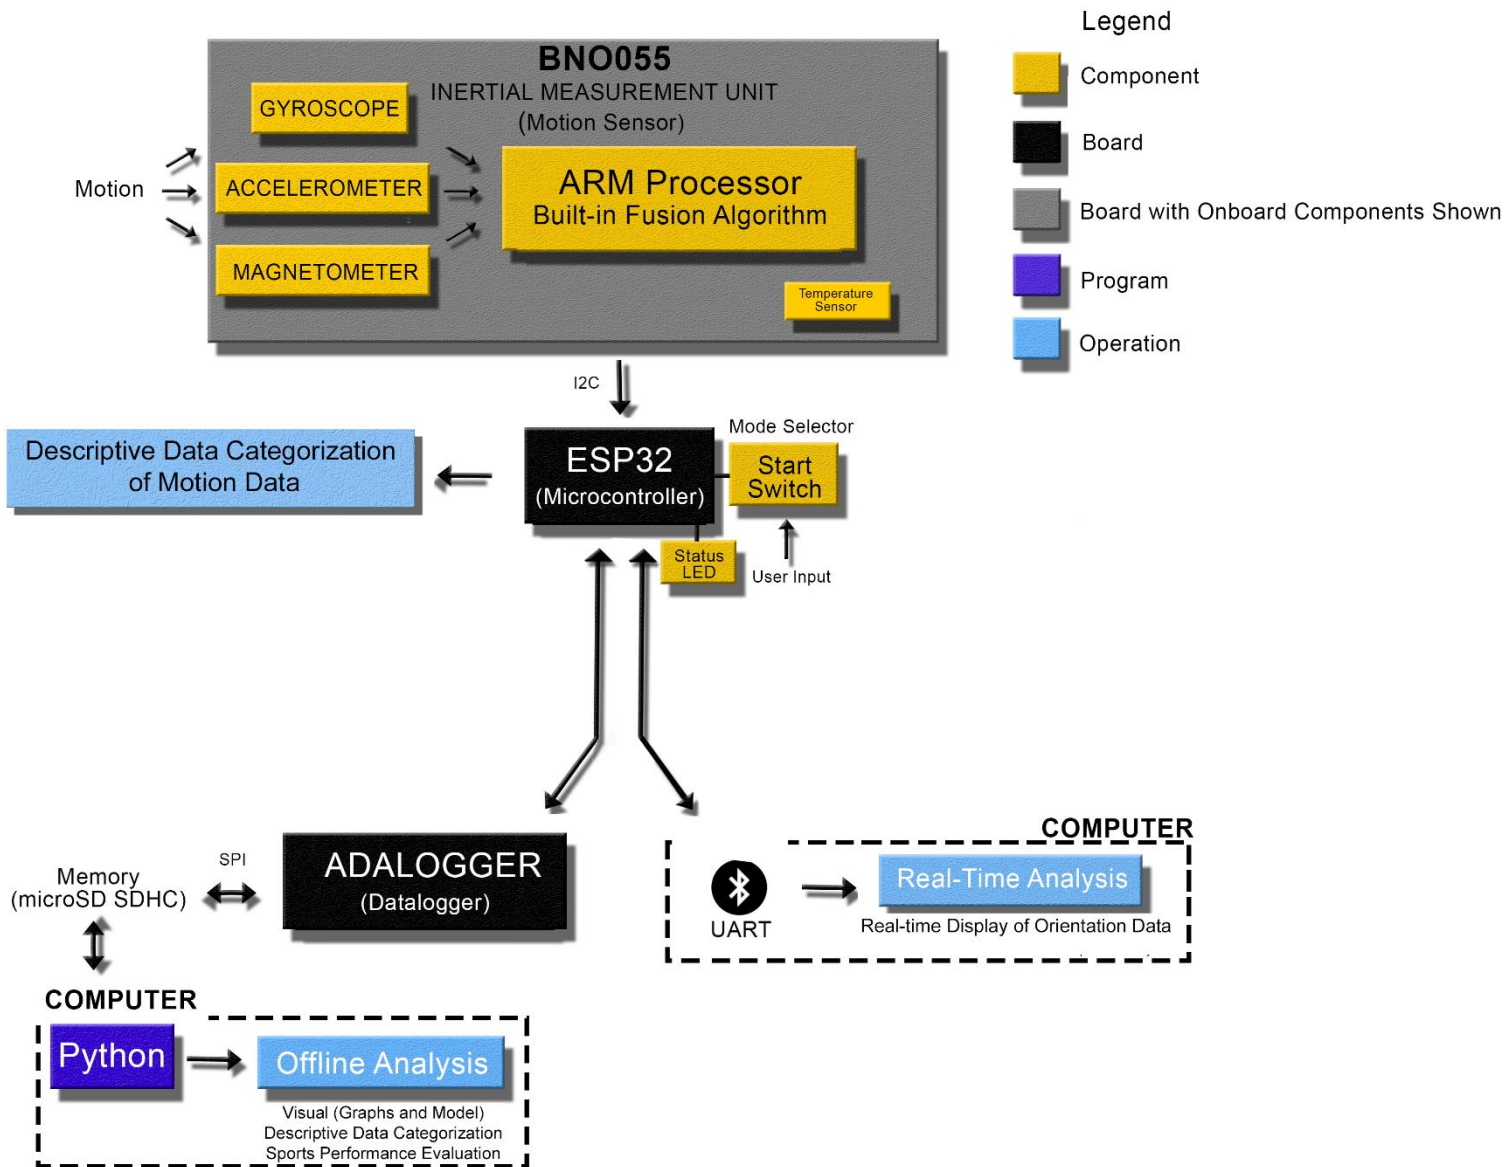 Legend
Component
Board
Board with Onboard Components Shown
Program
Operation
BNO055
INERTIAL MEASUREMENT UNIT
(Motion Sensor)
GYROSCOPE
Motion
ACCELEROMETER
2
MAGNETOMETER
ARM Processor
Built-in Fusion Algorithm
Temperature
Sensor
I2C
Descriptive Data Categorization
of Motion Data
ESP32
(Microcontroller)
Mode Selector
Start
Switch
Status
LED
User Input
ADALOGGER
(Datalogger)
SPI
Memory
(microSD SDHC)
COMPUTER
UART
Real-Time Analysis
Real-time Display of Orientation Data
COMPUTER
Python
Offline Analysis
Visual (Graphs and Model)
Descriptive Data Categorization
Sports Performance Evaluation